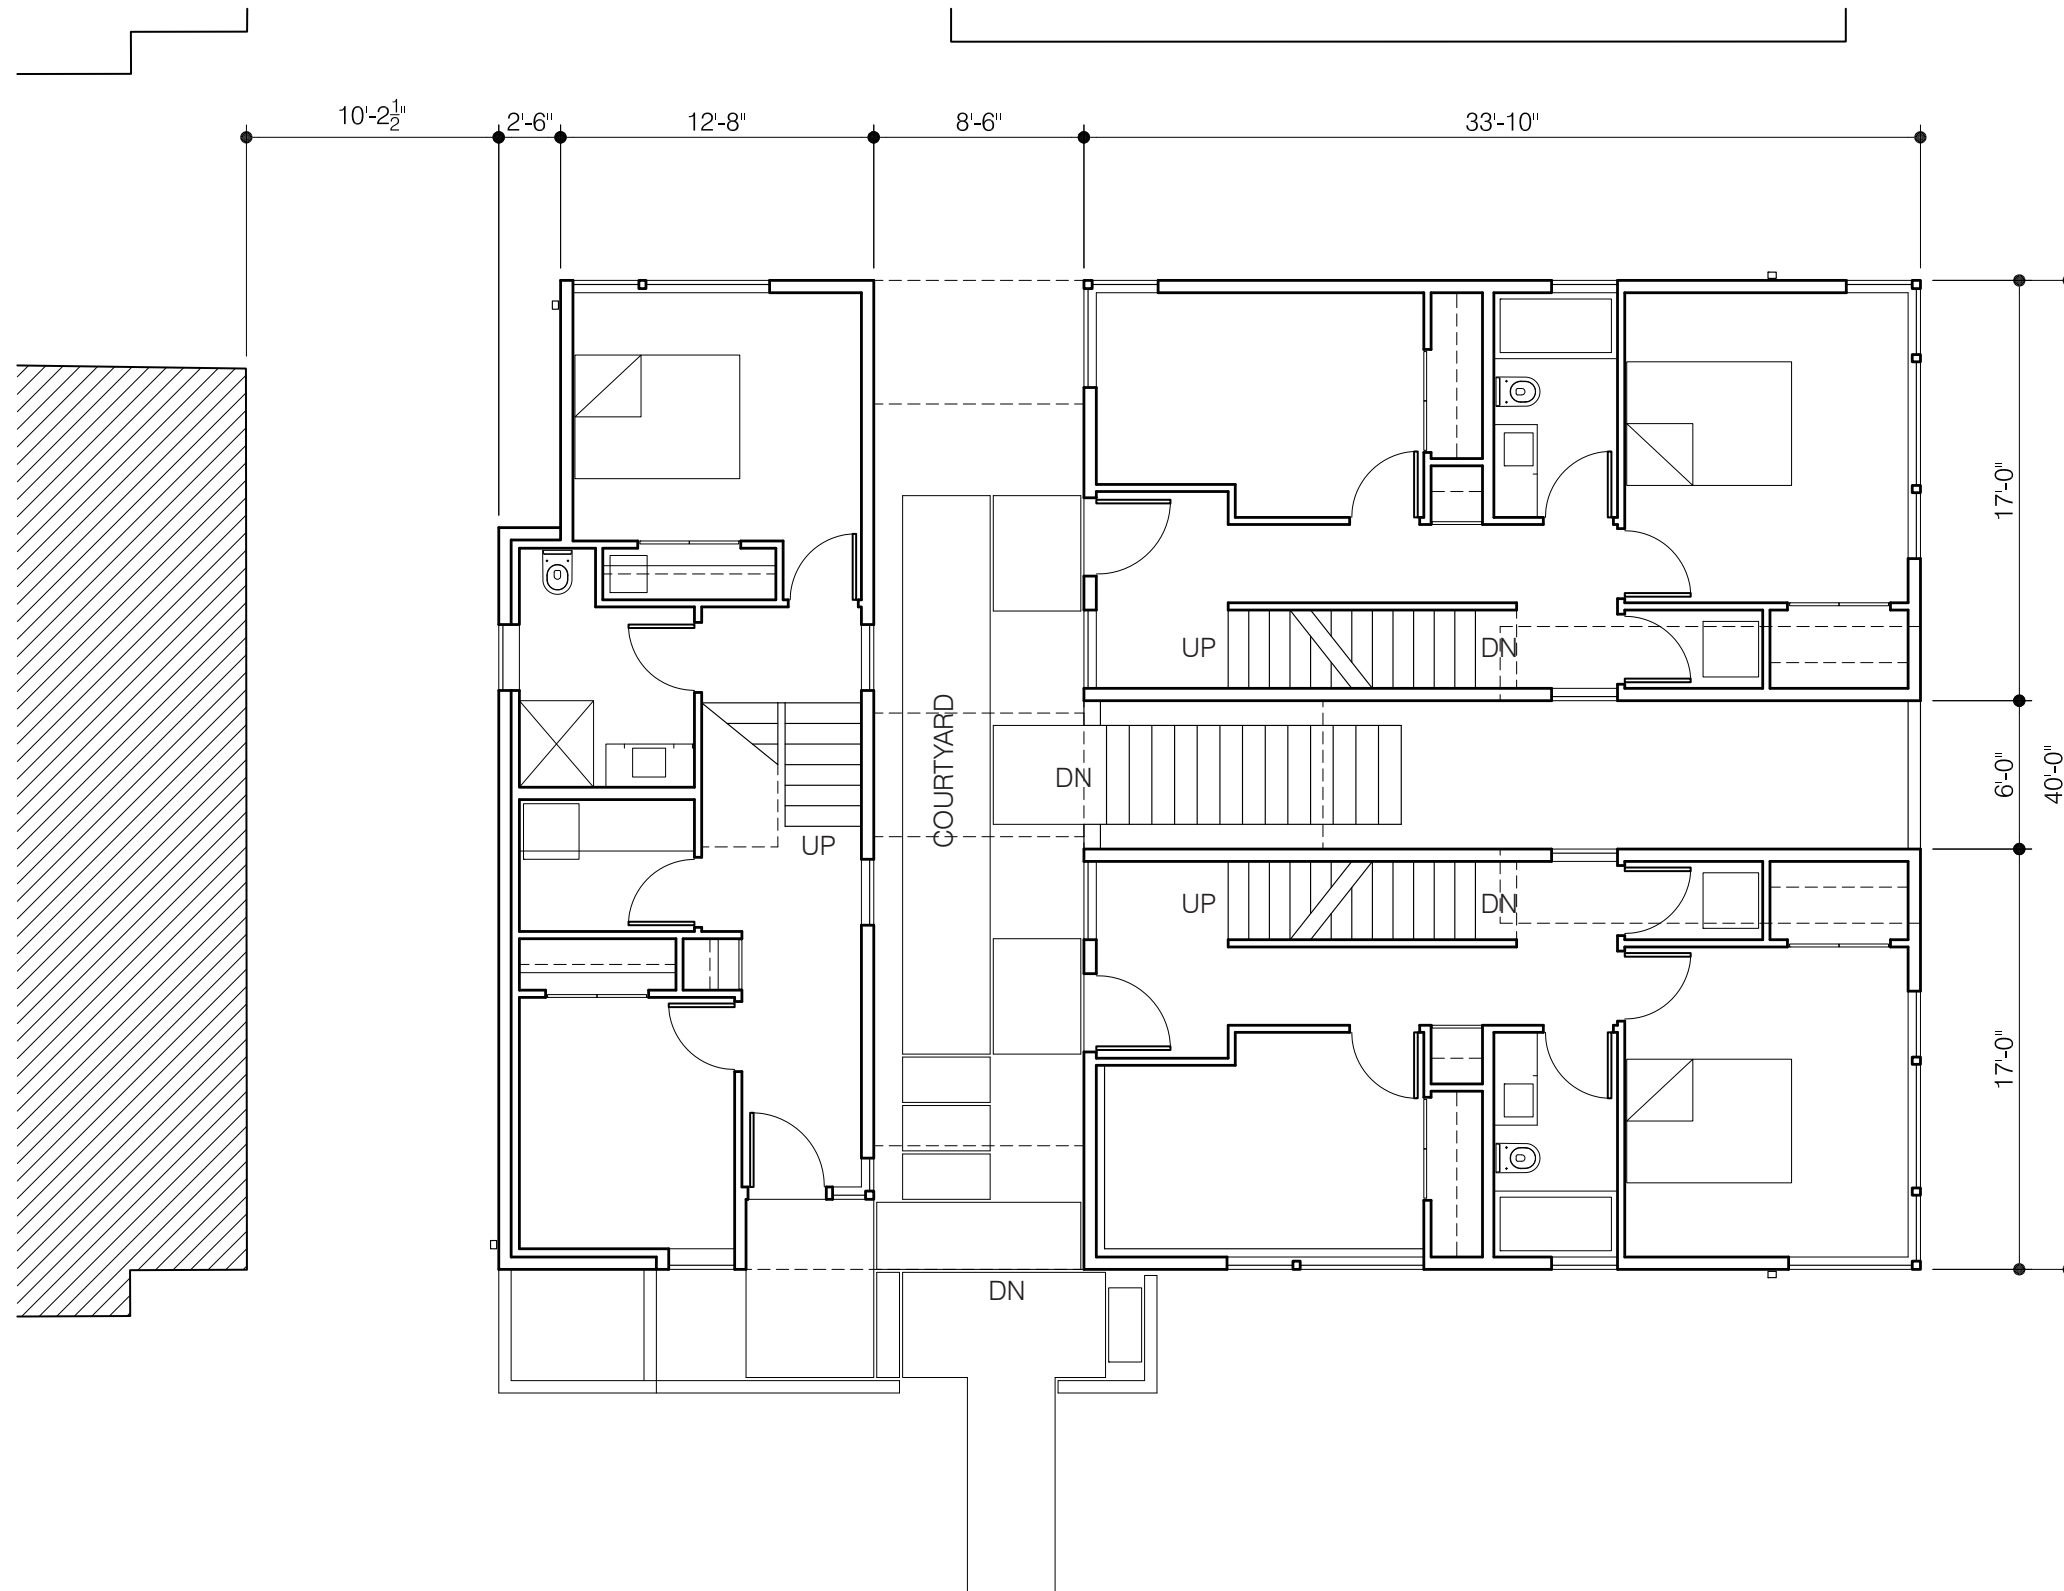 10'-2½"
2'-6"
12'-8"
8'-6"
33'-10"
17'-0"
UP
DN
COURTYARD
DN
6'-0"
40'-0"
UP
UP
DN
17'-0"
DN